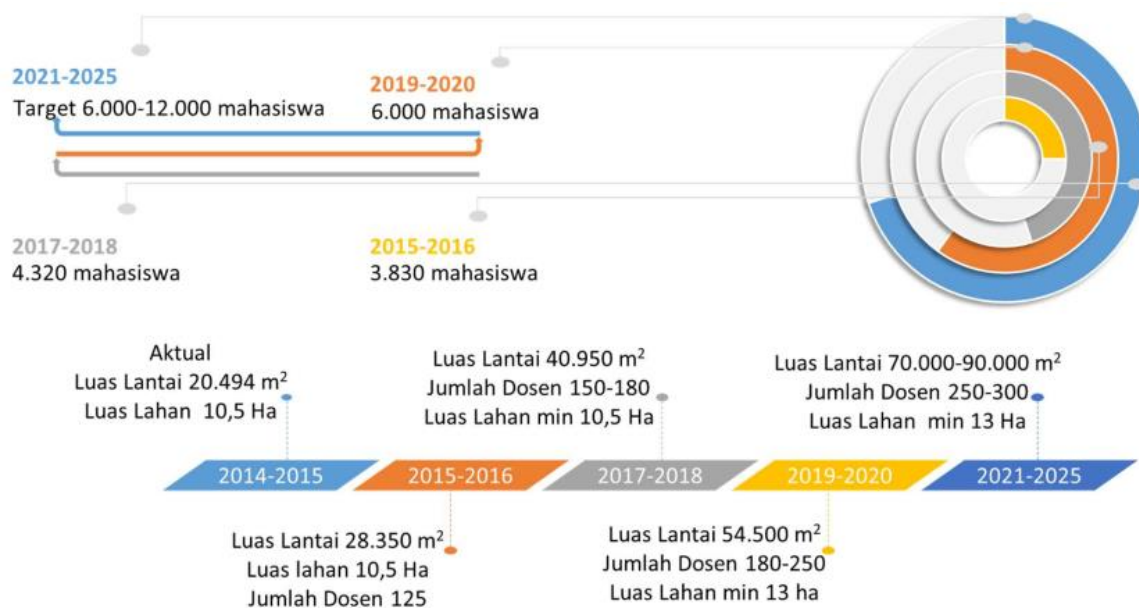 2021-2025
Target 6.000-12.000 mahasiswa
2019-2020
6.000 mahasiswa
2017-2018
4.320 mahasiswa
2015-2016
3.830 mahasiswa
Aktual
Luas Lantai 20.494 m²
Luas Lahan 10,5 Ha
Luas Lantai 40.950 m²
Jumlah Dosen 150-180
Luas Lahan min 10,5 Ha
Luas Lantai 70.000-90.000 m²
Jumlah Dosen 250-300
Luas Lahan min 13 Ha
2014-2015
2015-2016
2017-2018
2019-2020
2021-2025
Luas Lantai 28.350 m²
Luas lahan 10,5 Ha
Jumlah Dosen 125
Luas Lantai 54.500 m²
Jumlah Dosen 180-250
Luas Lahan min 13 ha